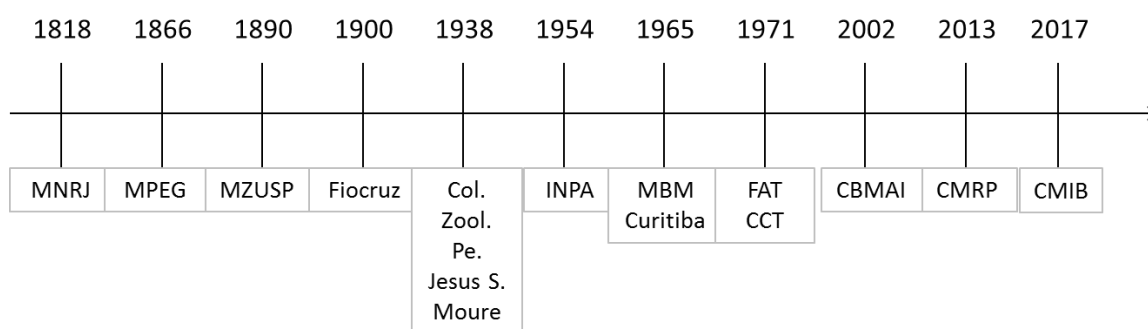 1818 1866 1890 1900 1938 1954 1965 1971 2002 2013 2017
MNRJ MPEG MZUSP Fiocruz Col. INPA MBM FAT CBMAI CMRP CMIB
Zool. Curitiba CCT
Pe.
Jesus S.
Moure